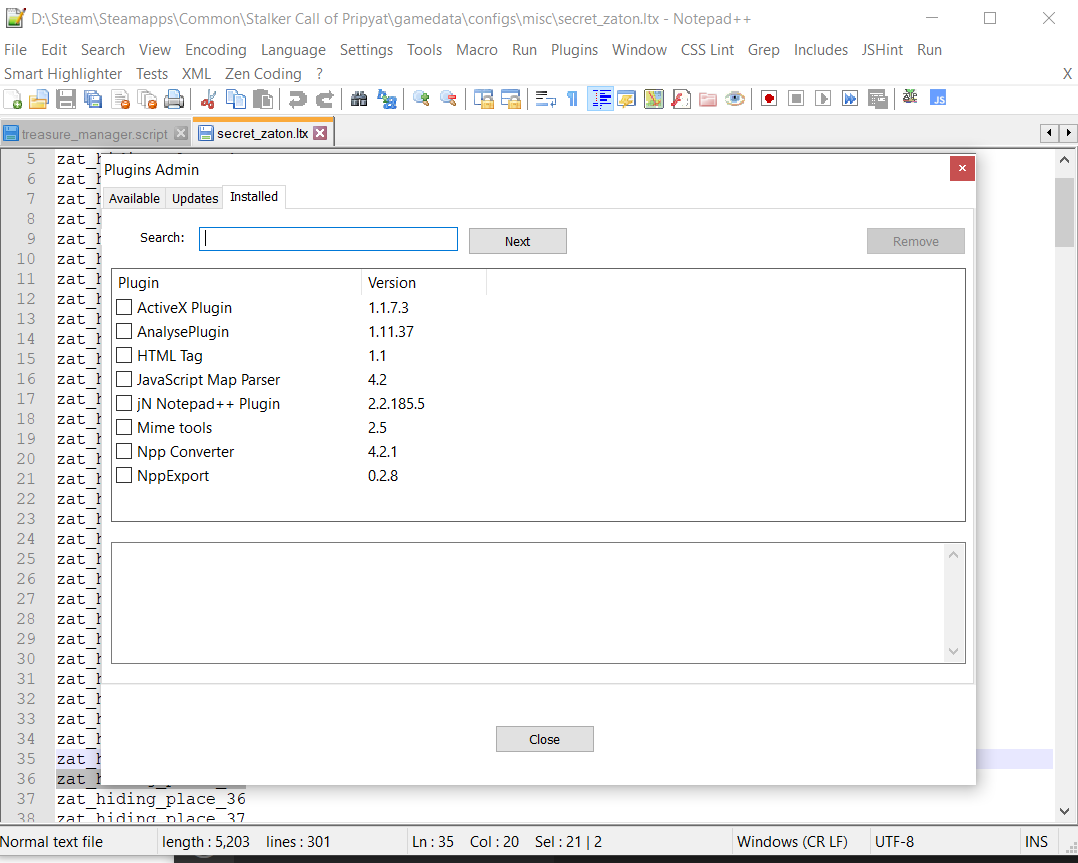 D:\Steam\Steamapps\Common\Stalker Call of Pripyat\gamedata\configs\misc\secret_zaton.ltx - Notepad++
File Edit Search View Encoding Language Settings Tools Macro Run Plugins Window CSS Lint Grep Includes JSHint Run
Smart Highlighter Tests XML Zen Coding ? X
treasure_manager.script secret_zaton.ltx
Plugins Admin
Available Updates Installed
Search: Next Remove
Plugin Version
ActiveX Plugin 1.1.7.3
AnalysePlugin 1.11.37
HTML Tag 1.1
JavaScript Map Parser 4.2
jN Notepad++ Plugin 2.2.185.5
Mime tools 2.5
Npp Converter 4.2.1
NppExport 0.2.8
Close
5 zat_h
6 zat_h
7 zat_h
8 zat_h
9 zat_h
10 zat_h
11 zat_h
12 zat_h
13 zat_h
14 zat_h
15 zat_h
16 zat_h
17 zat_h
18 zat_h
19 zat_h
20 zat_h
21 zat_h
22 zat_h
23 zat_h
24 zat_h
25 zat_h
26 zat_h
27 zat_h
28 zat_h
29 zat_h
30 zat_h
31 zat_h
32 zat_h
33 zat_h
34 zat_h
35 zat_h
36 zat_h
37 zat_hiding_place_36
38 zat_hiding_place_37
Normal text file length : 5,203 lines : 301 Ln : 35 Col : 20 Sel : 21 | 2 Windows (CR LF) UTF-8 INS